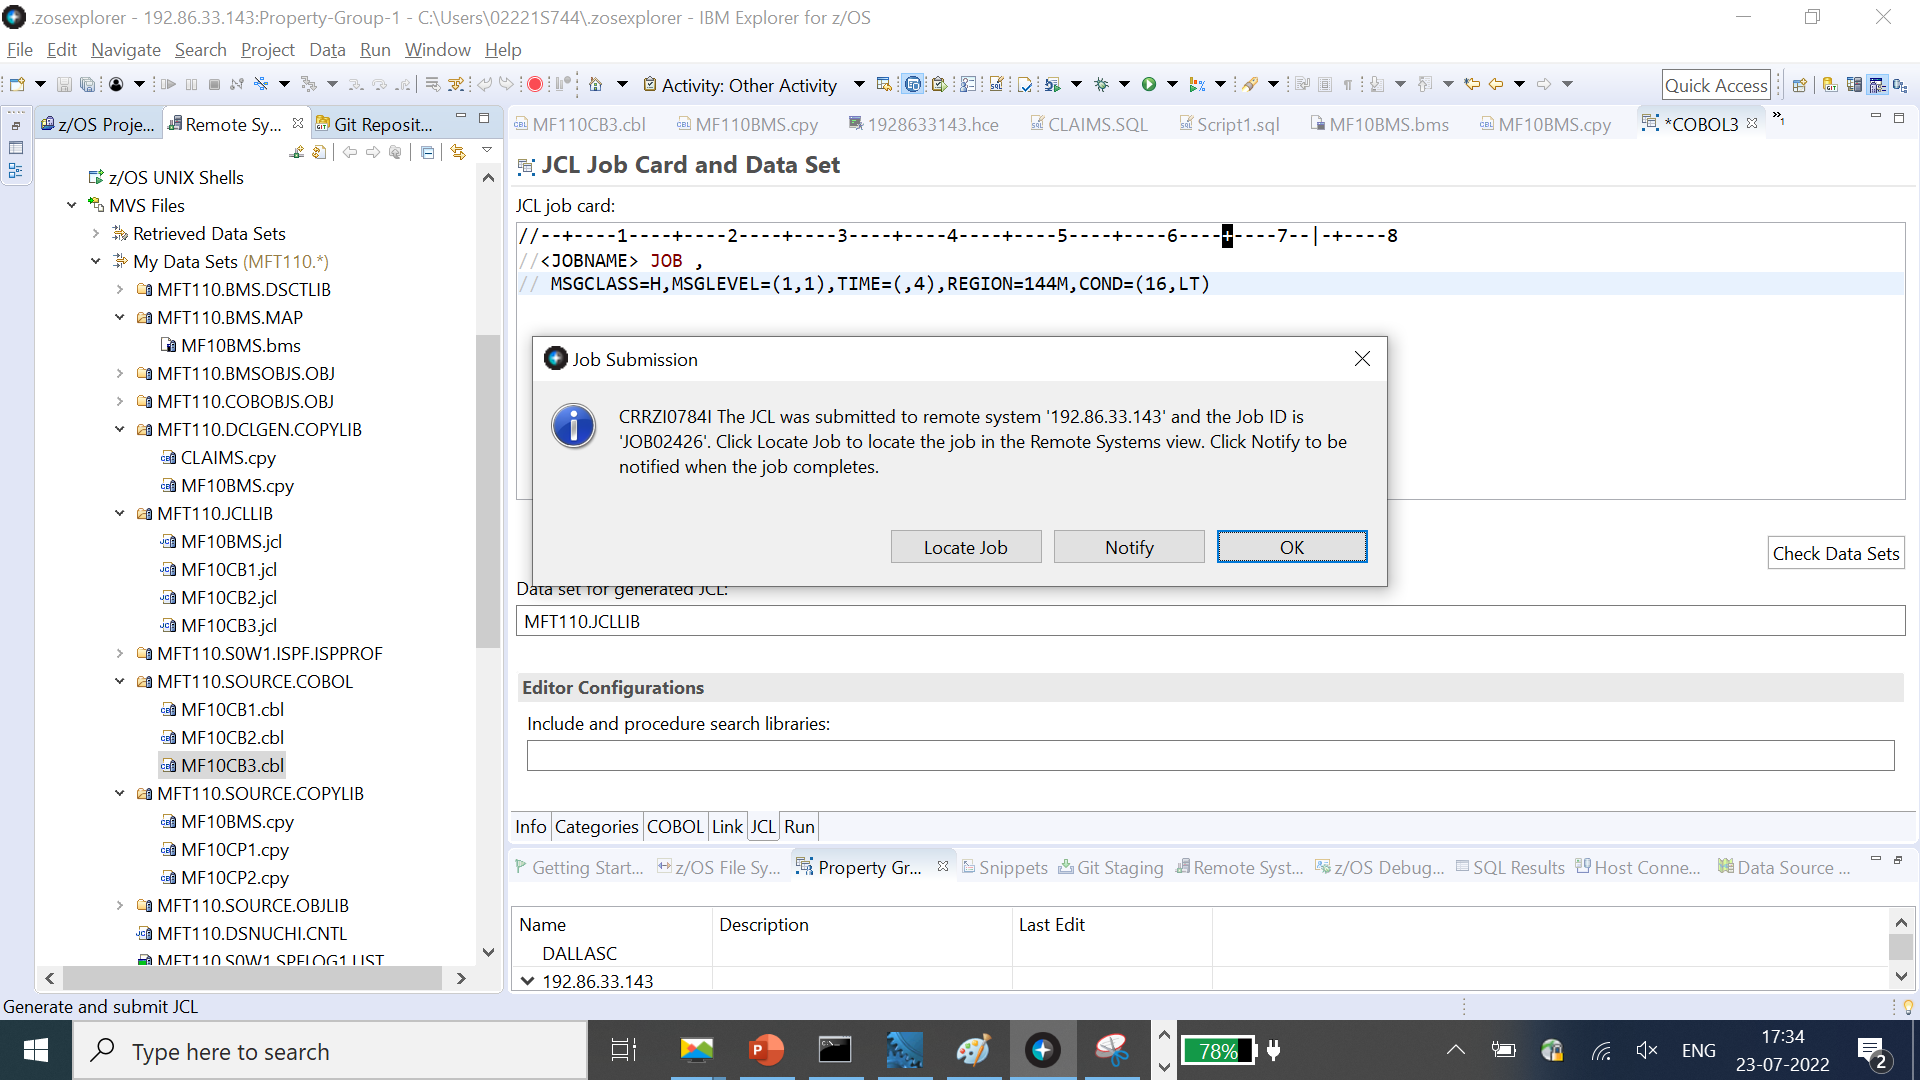 .zosexplorer - 192.86.33.143:Property-Group-1 - C:\Users\02221S744\.zosexplorer - IBM Explorer for z/OS
File Edit Navigate Search Project Data Run Window Help
Activity: Other Activity
Quick Access
z/OS Proje...
Remote Sy...
Git Reposit...
MF110CB3.cbl
MF110BMS.cpy
1928633143.hce
CLAIMS.SQL
Script1.sql
MF10BMS.bms
MF10BMS.cpy
*COBOL3
»1
z/OS UNIX Shells
MVS Files
Retrieved Data Sets
My Data Sets (MFT110.*)
MFT110.BMS.DSCTLIB
MFT110.BMS.MAP
MF10BMS.bms
MFT110.BMSOBJS.OBJ
MFT110.COBOBJS.OBJ
MFT110.DCLGEN.COPYLIB
CLAIMS.cpy
MF10BMS.cpy
MFT110.JCLLIB
MF10BMS.jcl
MF10CB1.jcl
MF10CB2.jcl
MF10CB3.jcl
MFT110.S0W1.ISPF.ISPPROF
MFT110.SOURCE.COBOL
MF10CB1.cbl
MF10CB2.cbl
MF10CB3.cbl
MFT110.SOURCE.COPYLIB
MF10BMS.cpy
MF10CP1.cpy
MF10CP2.cpy
MFT110.SOURCE.OBJLIB
MFT110.DSNUCHI.CNTL
MFT110.S0W1.SPFLOG1.LIST
JCL Job Card and Data Set
JCL job card:
//--+----1----+----2----+----3----+----4----+----5----+----6----+----7--|-+----8
//<JOBNAME> JOB ,
// MSGCLASS=H,MSGLEVEL=(1,1),TIME=(,4),REGION=144M,COND=(16,LT)
Job Submission
CRRZI0784I The JCL was submitted to remote system '192.86.33.143' and the Job ID is
'JOB02426'. Click Locate Job to locate the job in the Remote Systems view. Click Notify to be
notified when the job completes.
Locate Job
Notify
OK
Check Data Sets
Data set for generated JCL:
MFT110.JCLLIB
Editor Configurations
Include and procedure search libraries:
Info Categories COBOL Link JCL Run
Getting Start...
z/OS File Sy...
Property Gr...
Snippets
Git Staging
Remote Syst...
z/OS Debug...
SQL Results
Host Conne...
Data Source ...
Name Description Last Edit
DALLASC
192.86.33.143
Generate and submit JCL
Type here to search
78%
ENG
17:34
23-07-2022
2